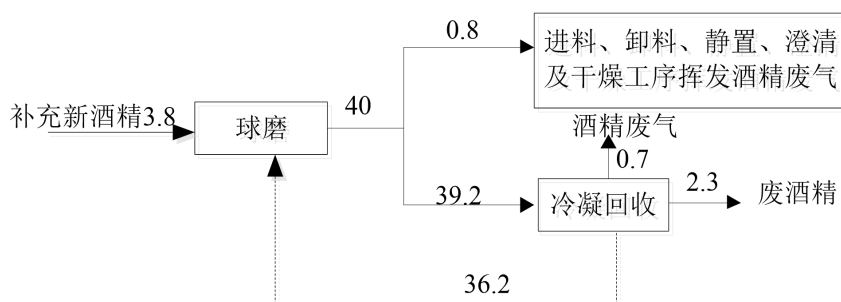 0.8
进料、卸料、静置、澄清
及干燥工序挥发酒精废气
补充新酒精3.8
球磨
40
酒精废气
0.7
39.2
冷凝回收
2.3
废酒精
36.2